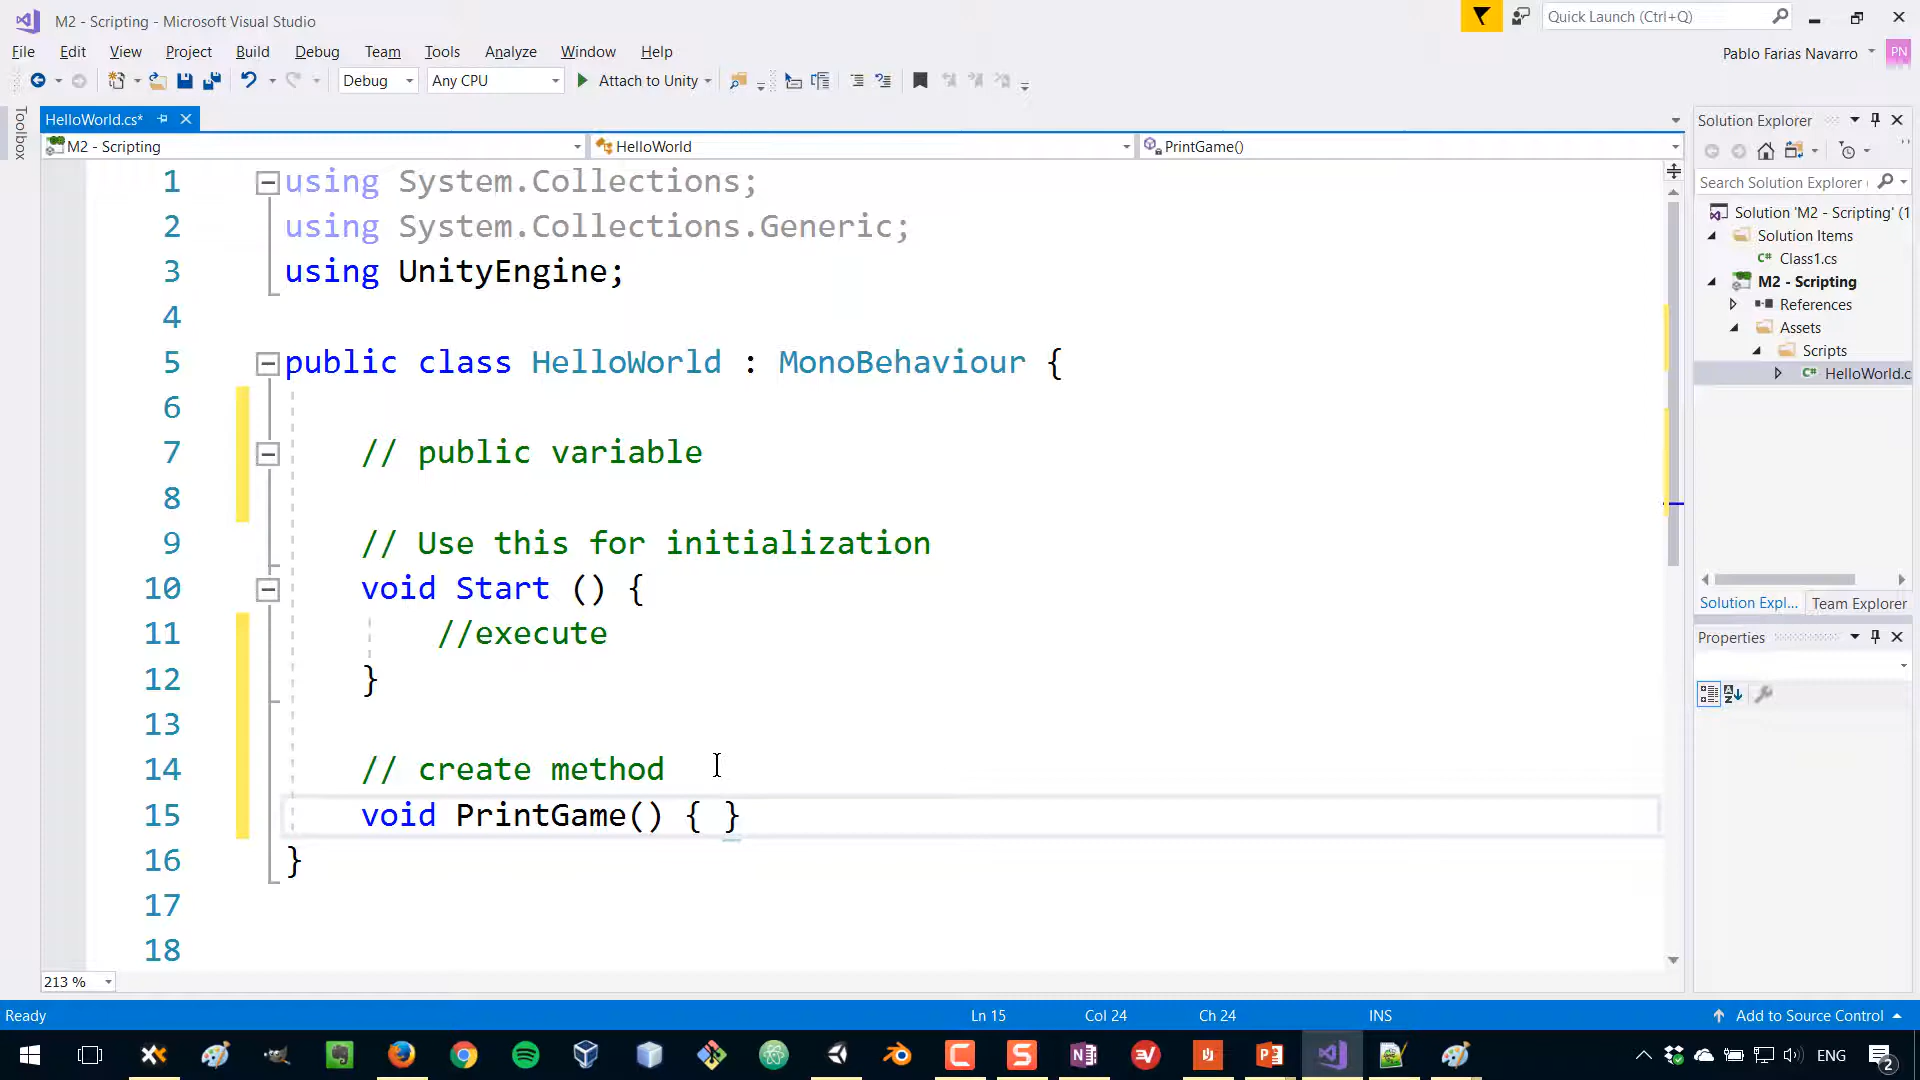 M2 - Scripting - Microsoft Visual Studio
Quick Launch (Ctrl+Q)
File Edit View Project Build Debug Team Tools Analyze Window Help
Pablo Farias Navarro
PN
Debug
Any CPU
Attach to Unity
Toolbox
HelloWorld.cs*
M2 - Scripting
HelloWorld
PrintGame()
1 using System.Collections;
2 using System.Collections.Generic;
3 using UnityEngine;
4
5 public class HelloWorld : MonoBehaviour {
6
7 // public variable
8
9 // Use this for initialization
10 void Start () {
11 //execute
12 }
13
14 // create method
15 void PrintGame() { }
16 }
17
18
213 %
Solution Explorer
Search Solution Explorer
Solution 'M2 - Scripting' (1
Solution Items
C# Class1.cs
M2 - Scripting
References
Assets
Scripts
C# HelloWorld.c
Solution Expl...
Team Explorer
Properties
Ready
Ln 15
Col 24
Ch 24
INS
Add to Source Control
ENG
2